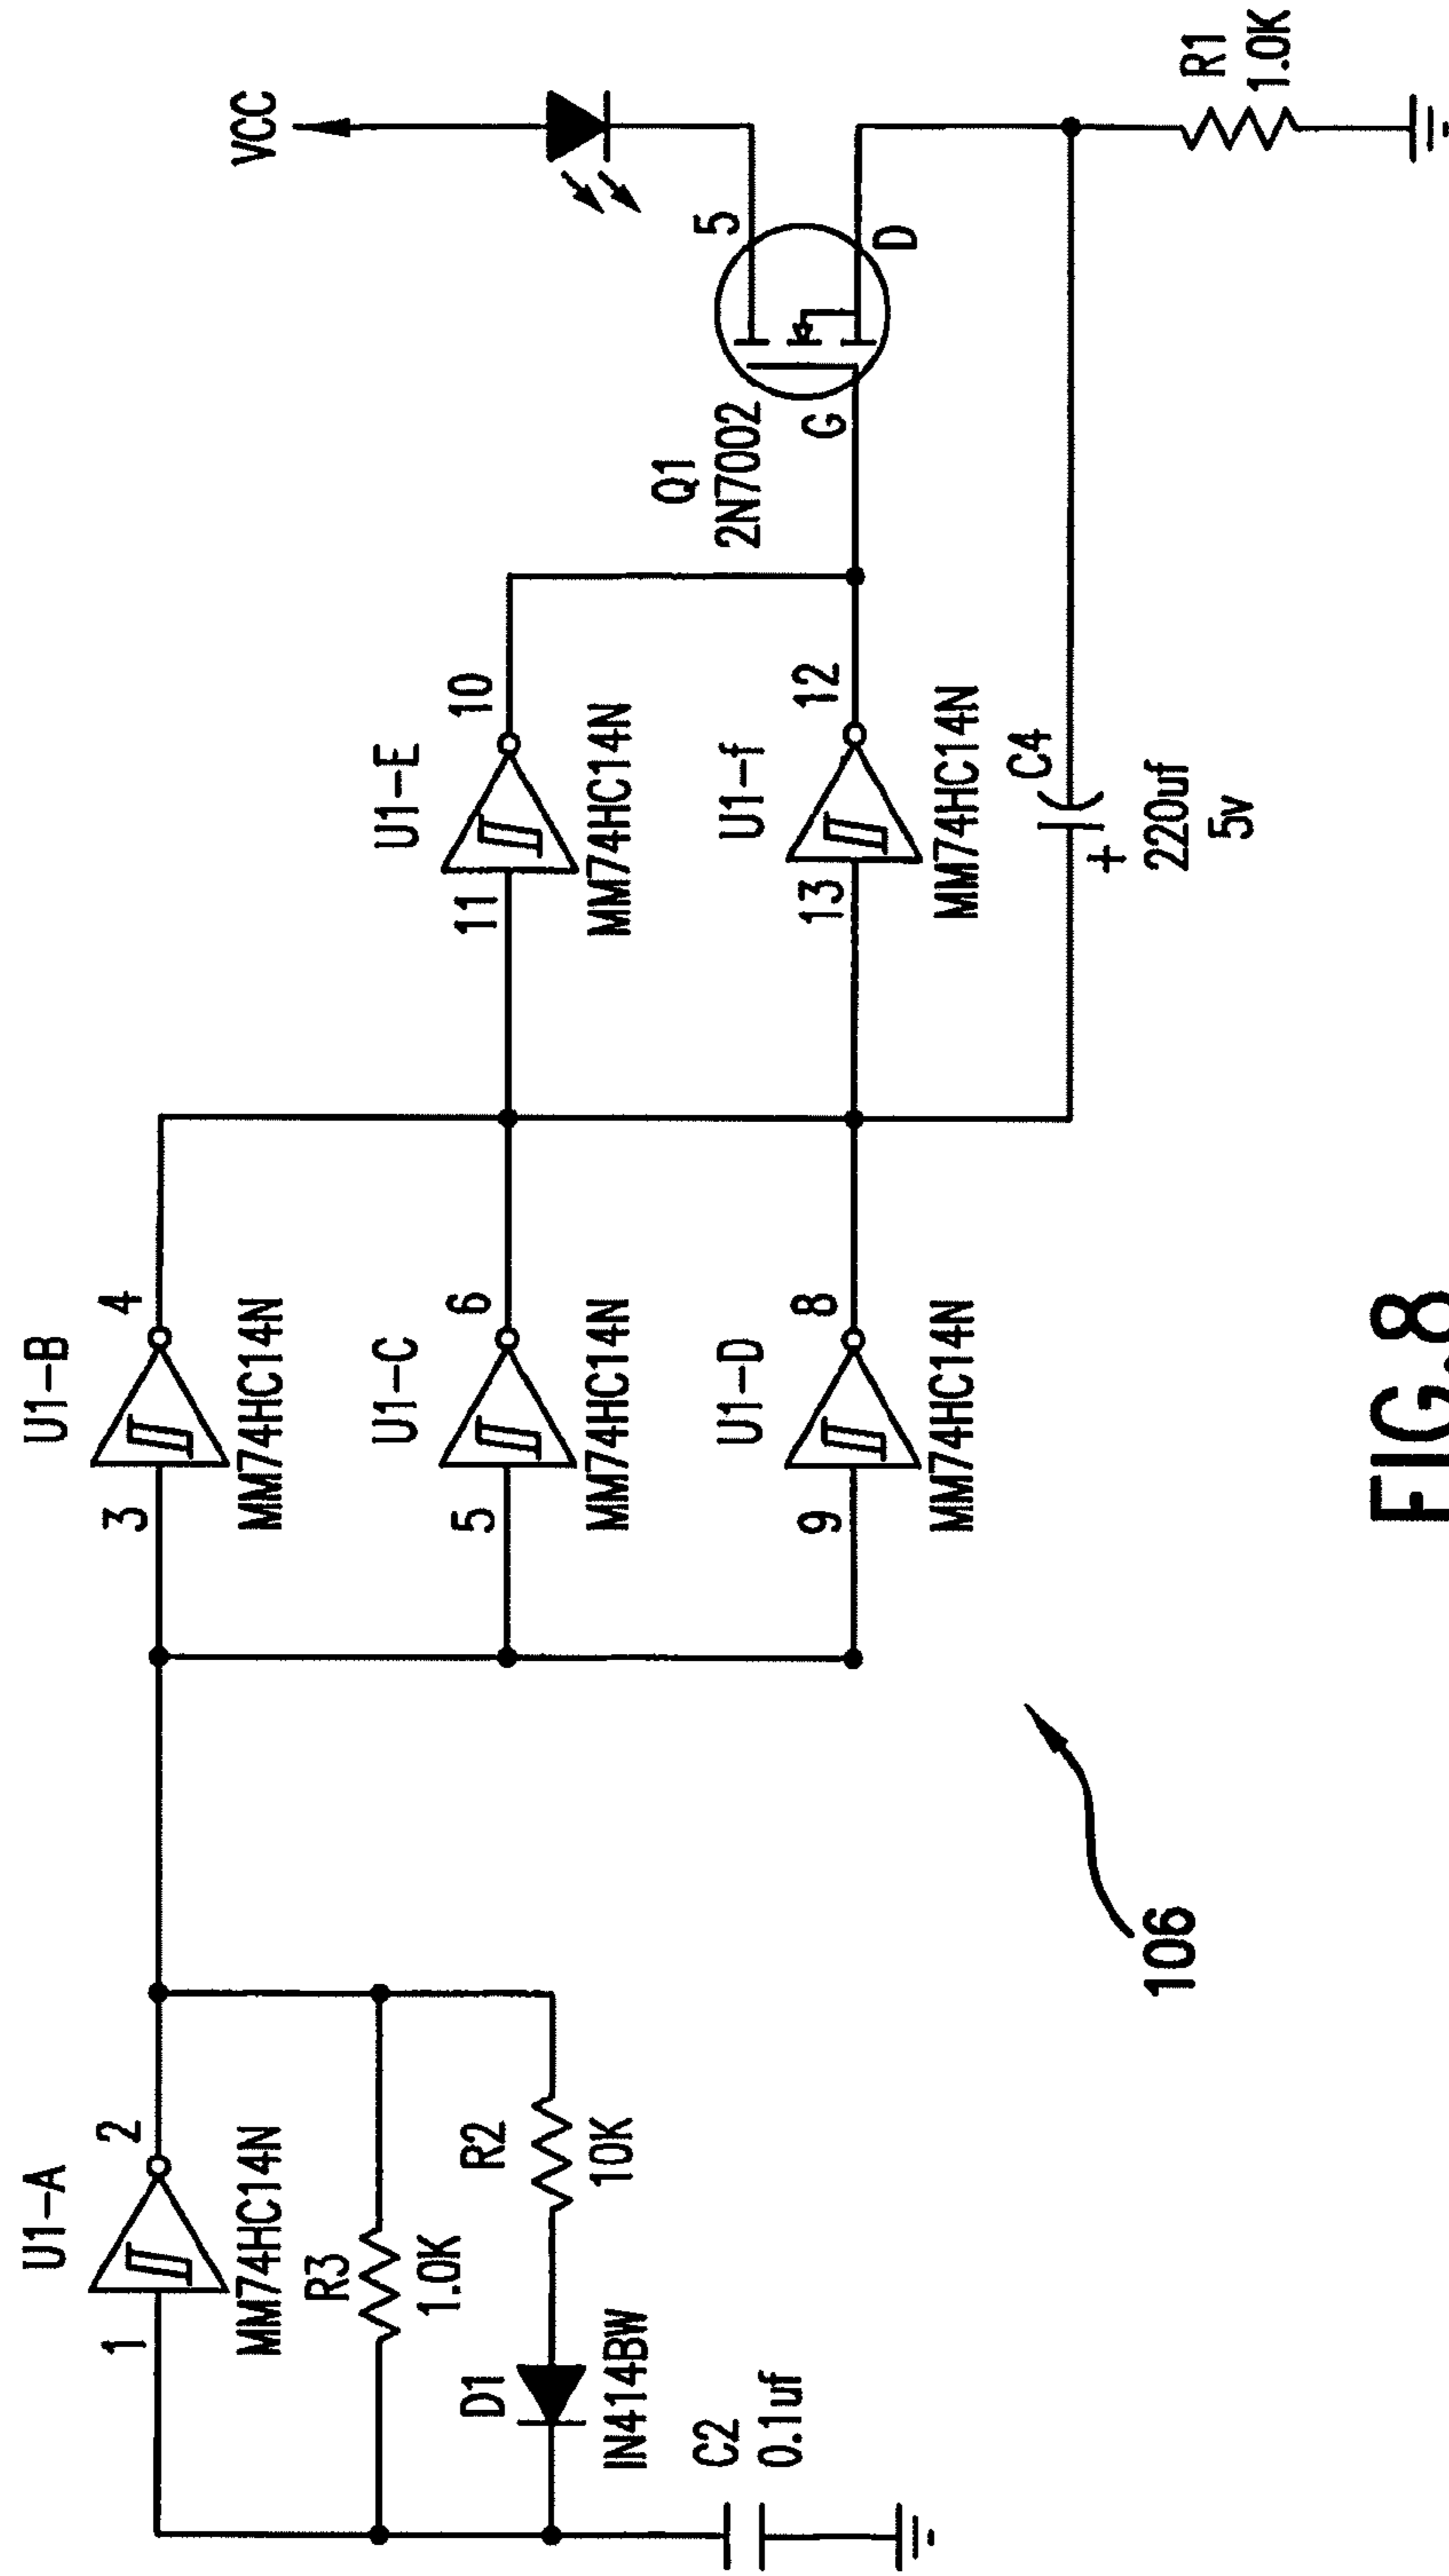 U1-A
1
2
MM74HC14N
R3
1.0K
D1
IN414BW
R2
10K
C2
0.1uf
U1-B
3
4
MM74HC14N
U1-C
5
6
MM74HC14N
U1-D
9
8
MM74HC14N
U1-E
11
10
MM74HC14N
U1-f
13
12
MM74HC14N
C4
+
220uf
5v
Q1
2N7002
G
5
D
VCC
R1
1.0K
106
FIG.8